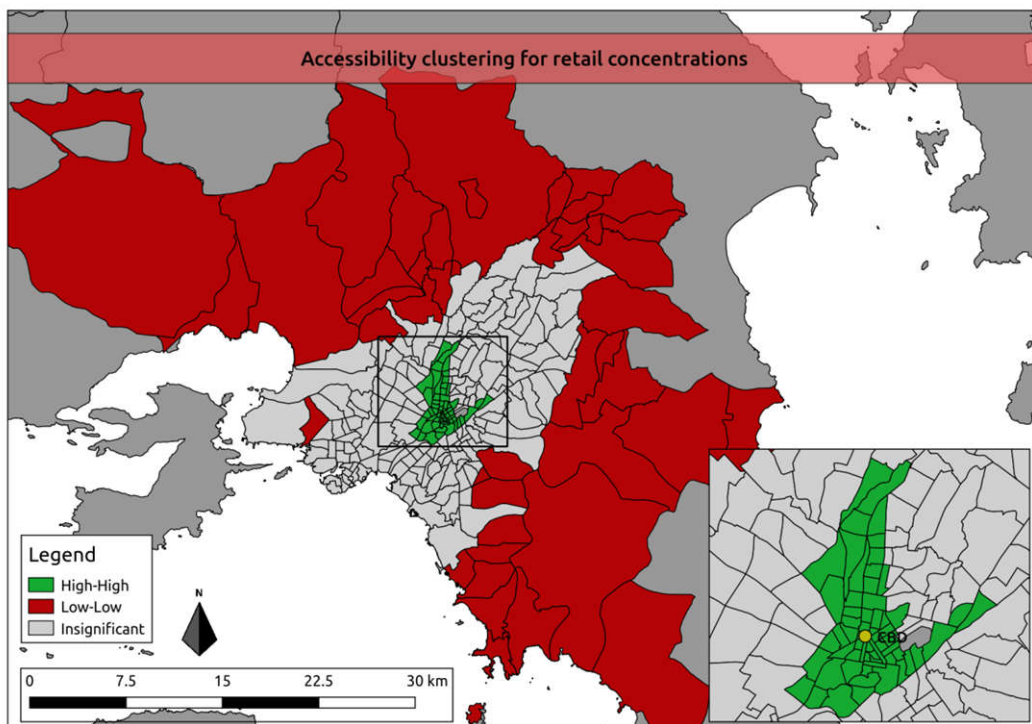 Accessibility clustering for retail concentrations
Legend
High-High
Low-Low
Insignificant
N
0 7.5 15 22.5 30 km
CBD